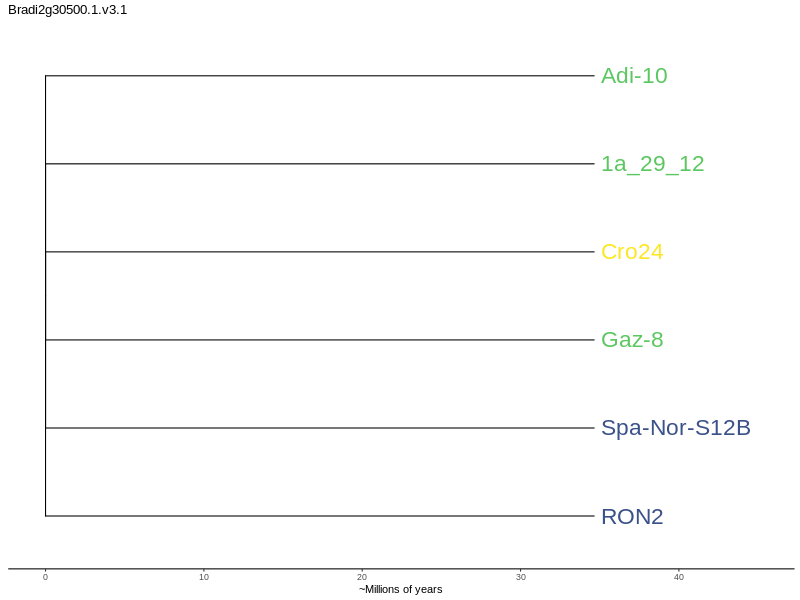 Bradi2g30500.1.v3.1
Adi-10
1a_29_12
Cro24
Gaz-8
Spa-Nor-S12B
RON2
0 10 20 30 40
~Millions of years